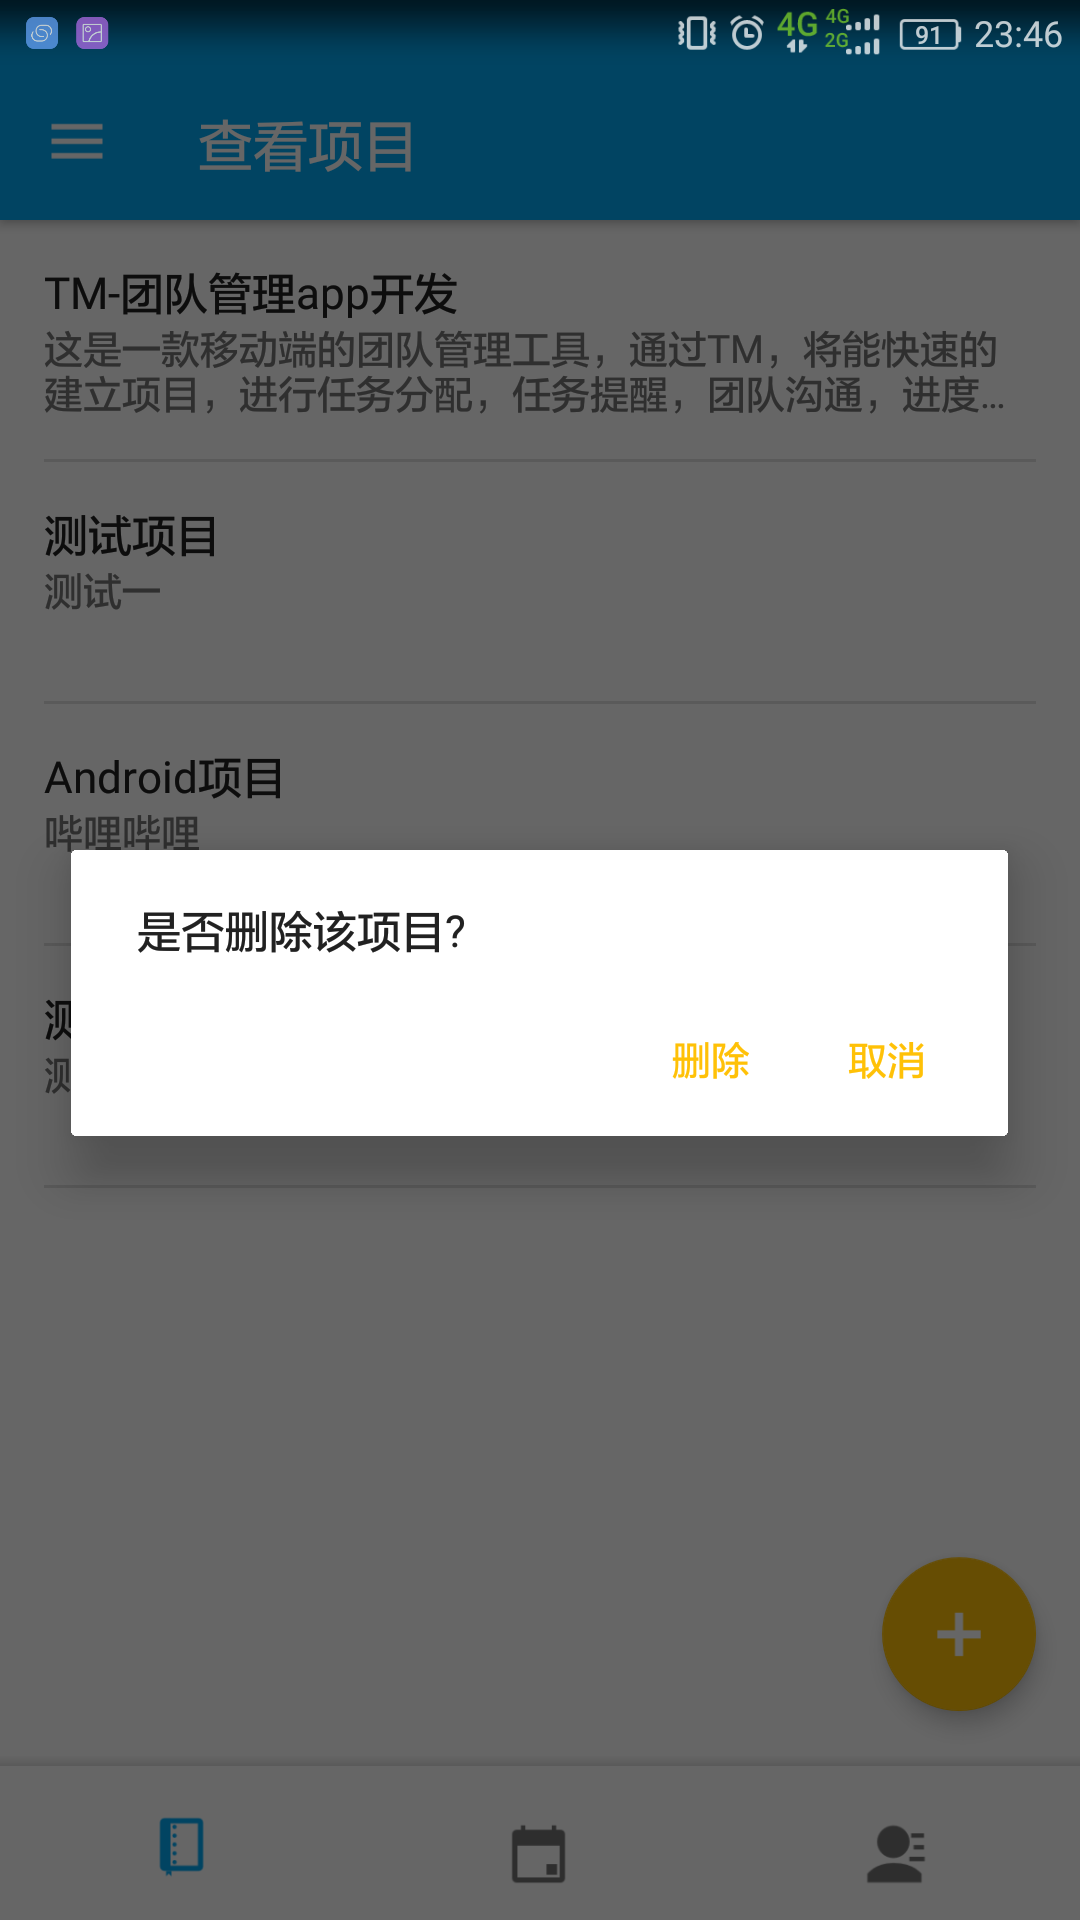 4G 4G 2G 91 23:46
查看项目
TM-团队管理app开发
这是一款移动端的团队管理工具，通过TM，将能快速的
建立项目，进行任务分配，任务提醒，团队沟通，进度...
测试项目
测试一
Android项目
哔哩哔哩
是否删除该项目?
测
测
删除 取消